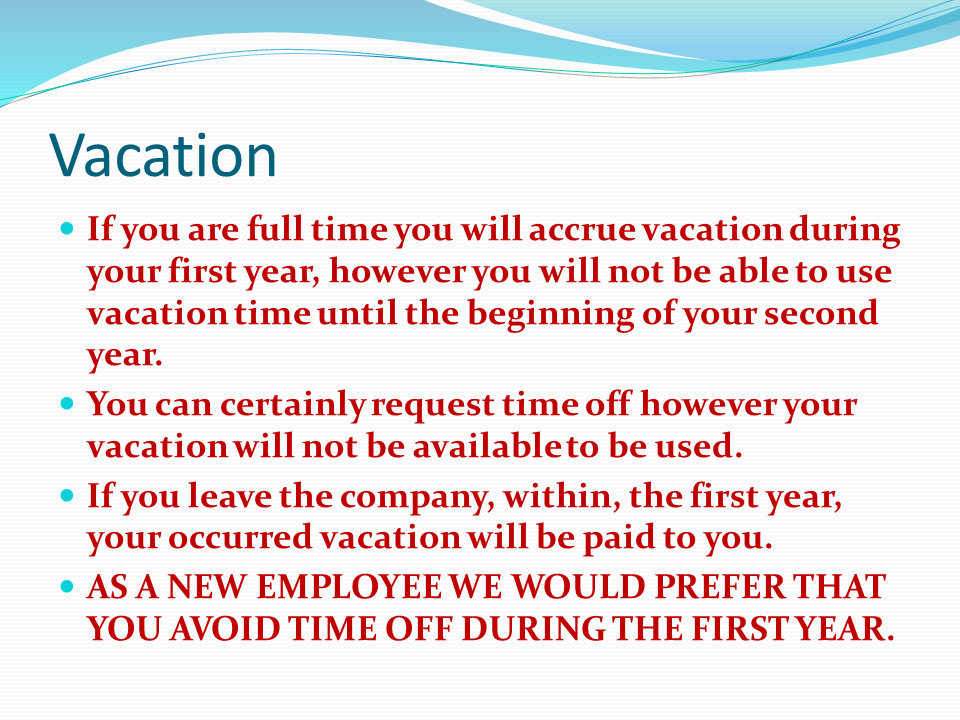 Vacation
If you are full time you will accrue vacation during
your first year, however you will not be able to use
vacation time until the beginning of your second
year.
You can certainly request time off however your
vacation will not be available to be used.
If you leave the company, within, the first year,
your occurred vacation will be paid to you.
AS A NEW EMPLOYEE WE WOULD PREFER THAT
YOU AVOID TIME OFF DURING THE FIRST YEAR.